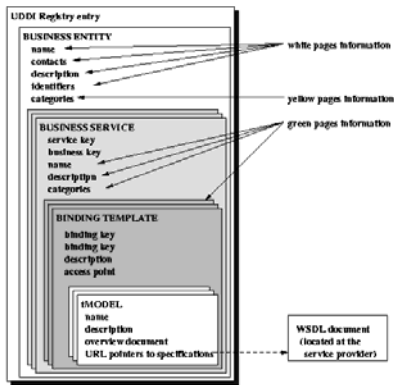 UDDI Registry entry
BUSINESS ENTITY
name
contacts
description
identifiers
categories
white pages information
yellow pages information
green pages information
BUSINESS SERVICE
service key
business key
name
description
categories
BINDING TEMPLATE
binding key
binding key
description
access point
tMODEL
name
description
overview document
URL pointers to specifications
WSDL document
(located at the
service provider)